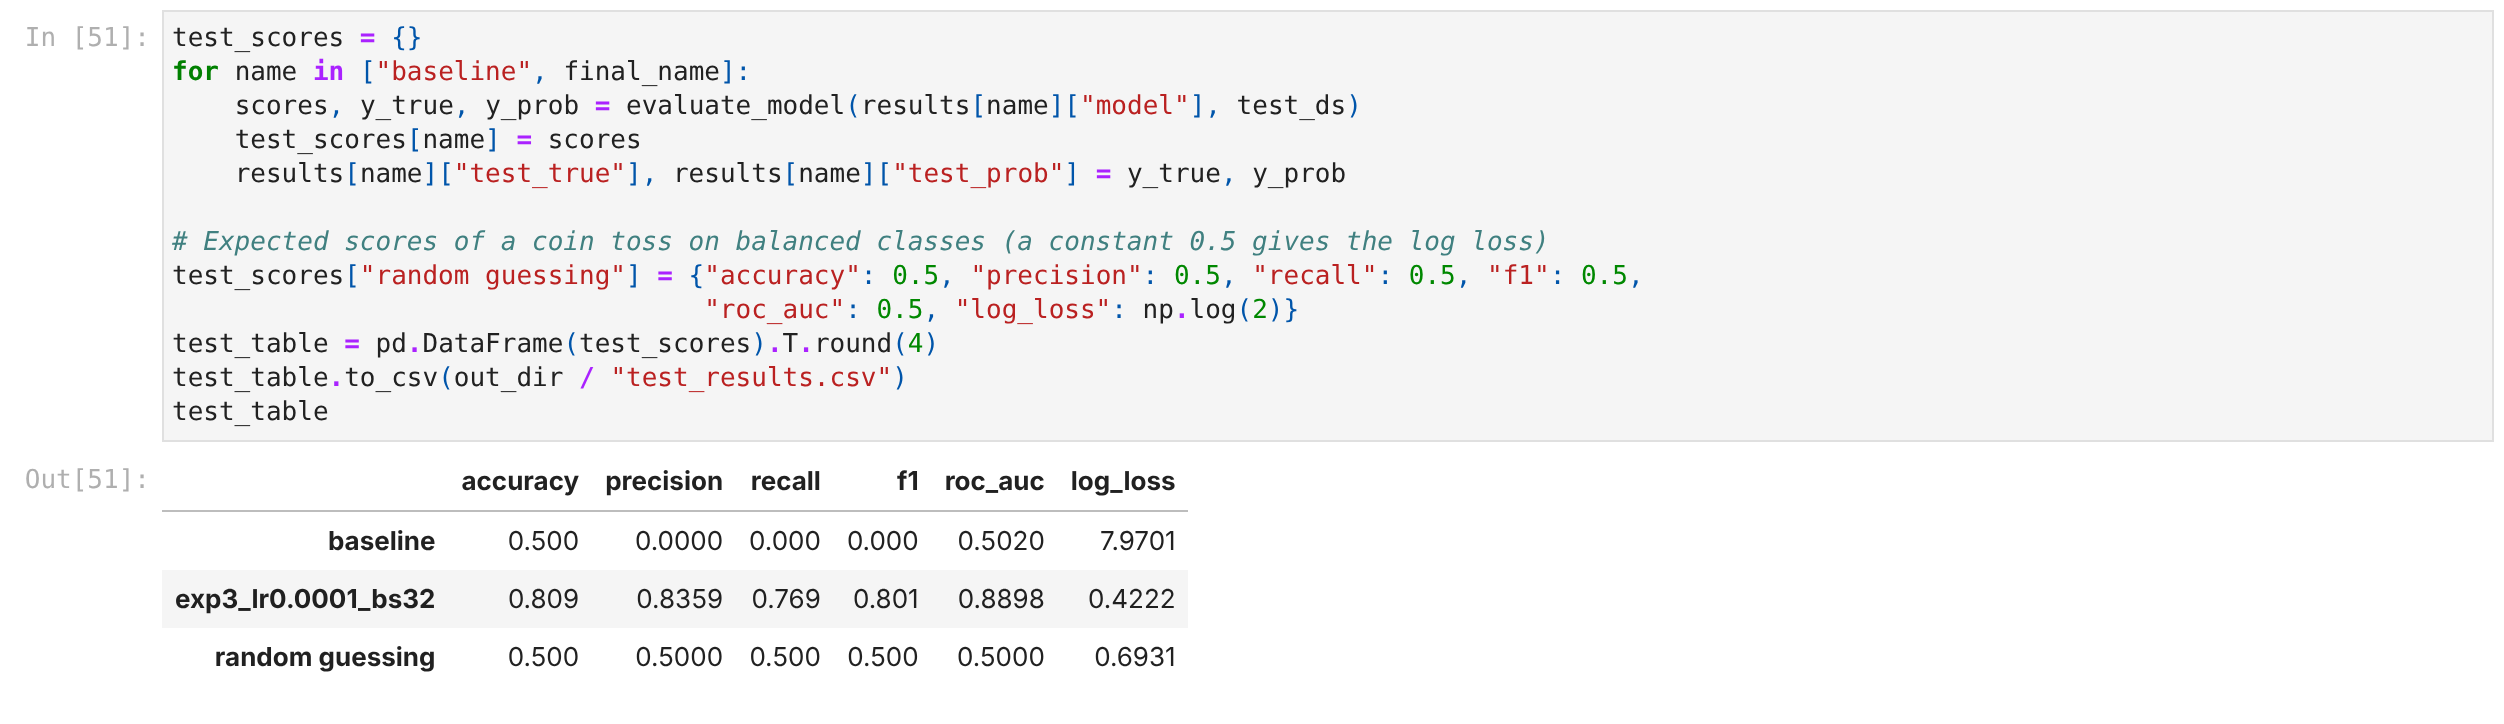 In [51]:
test_scores = {}
for name in ["baseline", final_name]:
    scores, y_true, y_prob = evaluate_model(results[name]["model"], test_ds)
    test_scores[name] = scores
    results[name]["test_true"], results[name]["test_prob"] = y_true, y_prob

# Expected scores of a coin toss on balanced classes (a constant 0.5 gives the log loss)
test_scores["random guessing"] = {"accuracy": 0.5, "precision": 0.5, "recall": 0.5, "f1": 0.5,
                                  "roc_auc": 0.5, "log_loss": np.log(2)}
test_table = pd.DataFrame(test_scores).T.round(4)
test_table.to_csv(out_dir / "test_results.csv")
test_table
Out[51]:
accuracy precision recall f1 roc_auc log_loss
baseline 0.500 0.0000 0.000 0.000 0.5020 7.9701
exp3_lr0.0001_bs32 0.809 0.8359 0.769 0.801 0.8898 0.4222
random guessing 0.500 0.5000 0.500 0.500 0.5000 0.6931